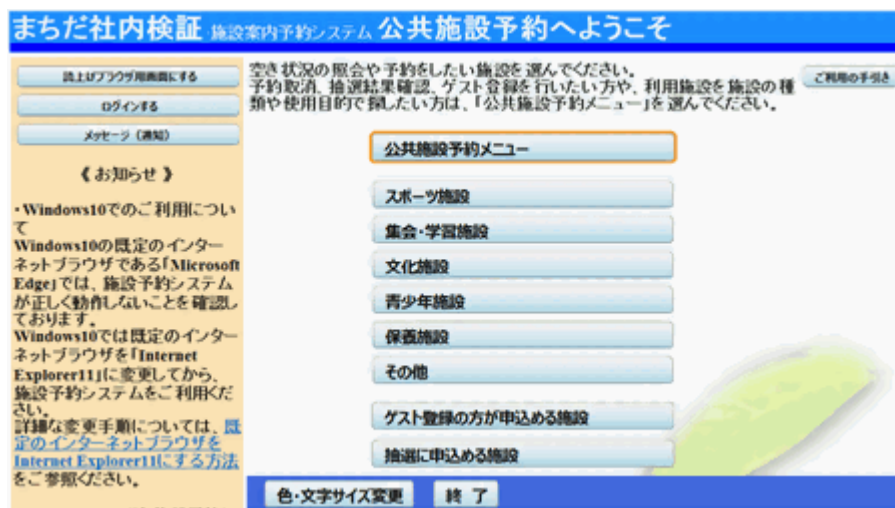 まちだ社内検証 施設案内予約システム 公共施設予約へようこそ
読上げブラウザ用画面にする
ログインする
メッセージ（通知）
《お知らせ》
・Windows10でのご利用につい
て
Windows10の既定のインター
ネットブラウザである「Microsoft
Edge」では、施設予約システム
が正しく動作しないことを確認し
ております。
Windows10では既定のインター
ネットブラウザを「Internet
Explorer11」に変更してから、
施設予約システムをご利用くだ
さい。
詳細な変更手順については、既
定のインターネットブラウザを
Internet Explorer11にする方法
をご参照ください。
空き状況の照会や予約をしたい施設を選んでください。
予約取消、抽選結果確認、ゲスト登録を行いたい方や、利用施設を施設の種
類や使用目的で探したい方は、「公共施設予約メニュー」を選んでください。
ご利用の手引き
公共施設予約メニュー
スポーツ施設
集会・学習施設
文化施設
青少年施設
保養施設
その他
ゲスト登録の方が申込める施設
抽選に申込める施設
色・文字サイズ変更
終 了